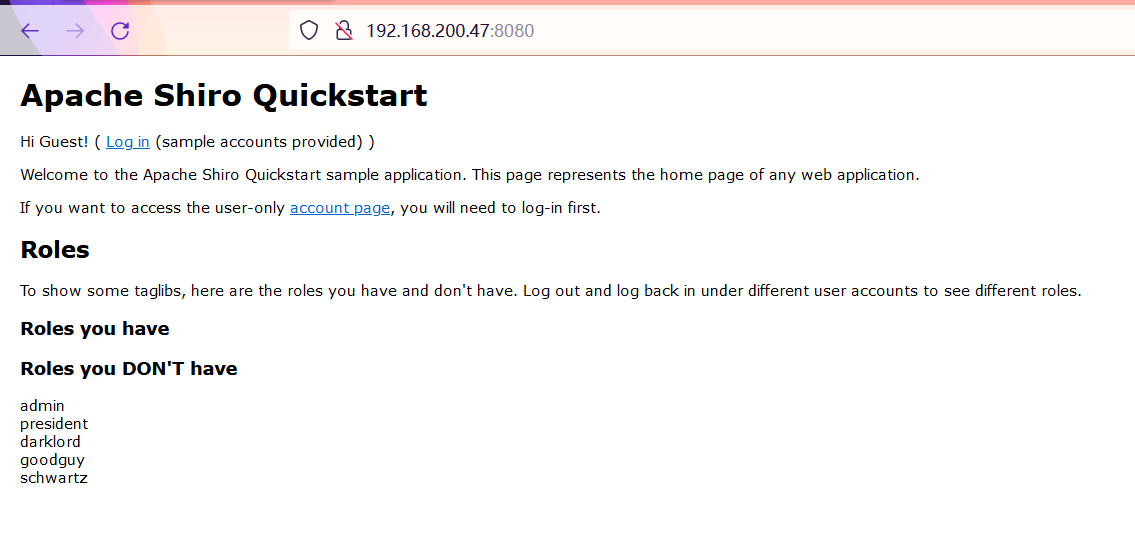 192.168.200.47:8080
Apache Shiro Quickstart
Hi Guest! ( Log in (sample accounts provided) )
Welcome to the Apache Shiro Quickstart sample application. This page represents the home page of any web application.
If you want to access the user-only account page, you will need to log-in first.
Roles
To show some taglibs, here are the roles you have and don't have. Log out and log back in under different user accounts to see different roles.
Roles you have
Roles you DON'T have
admin
president
darklord
goodguy
schwartz